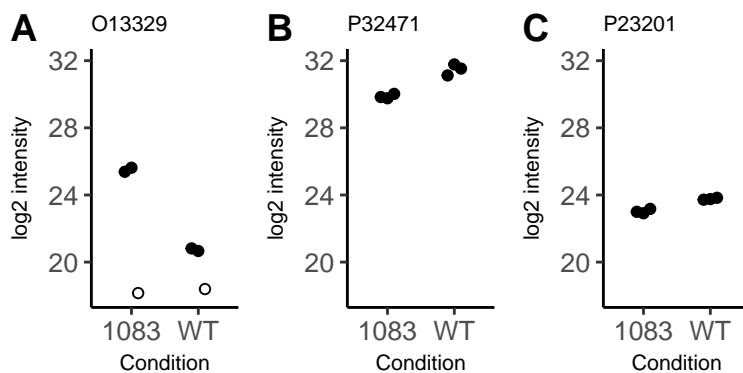 A O13329
log2 intensity
32
28
24
20
1083 WT
Condition
B P32471
log2 intensity
32
28
24
20
1083 WT
Condition
C P23201
log2 intensity
32
28
24
20
1083 WT
Condition